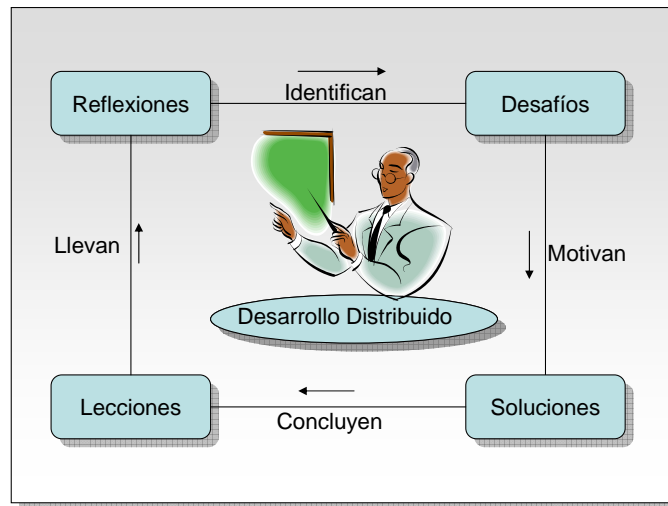 Reflexiones
Identifican
Desafíos
Llevan
Motivan
Desarrollo Distribuido
Lecciones
Concluyen
Soluciones